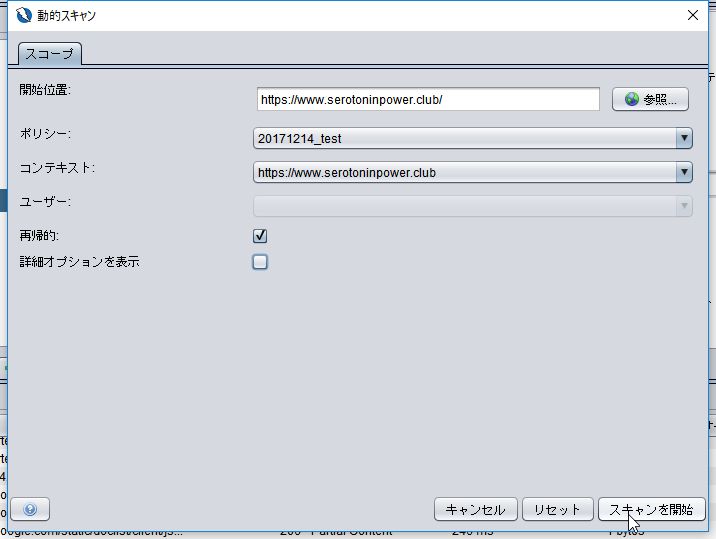 動的スキャン
スコープ
開始位置:
https://www.serotoninpower.club/
参照...
ポリシー:
20171214_test
コンテキスト:
https://www.serotoninpower.club
ユーザー:
再帰的:
詳細オプションを表示
キャンセル
リセット
スキャンを開始